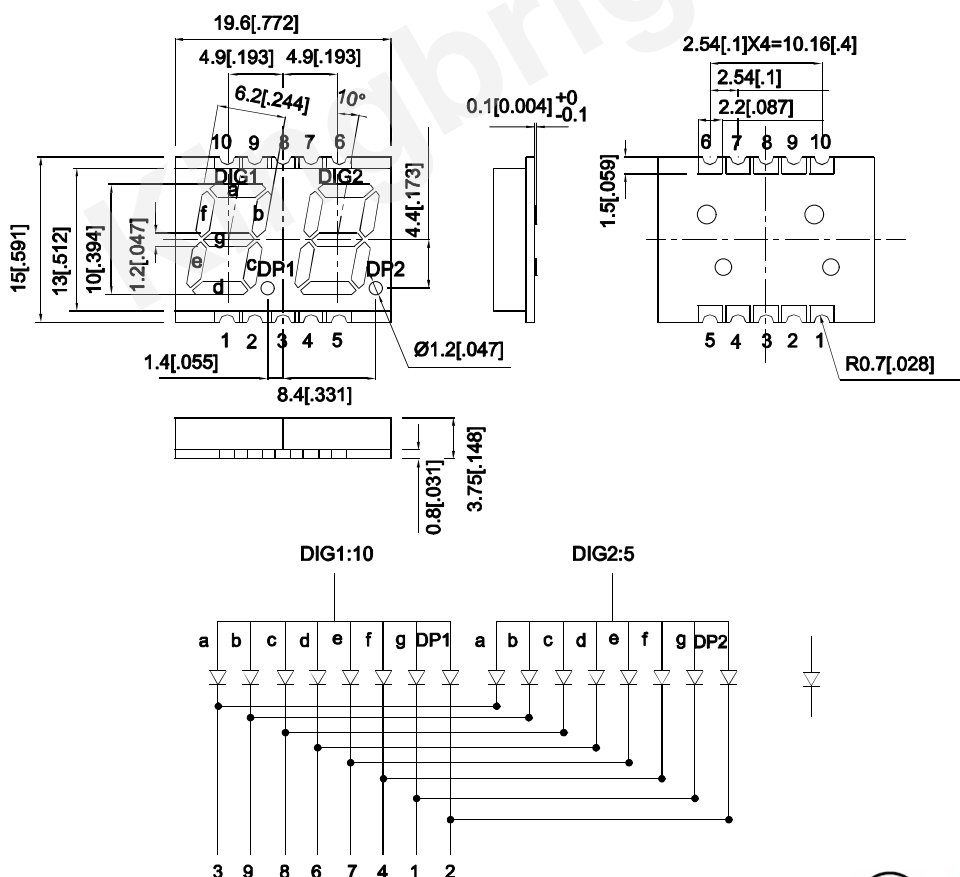 Kingbrig
19.6[.772]
4.9[.193] 4.9[.193]
6.2[.244] 10°
10 9 8 7 6
DIG1 DIG2
a
f b
g
e c
d
DP1 DP2
15[.591]
13[.512]
10[.394]
1.2[.047]
4.4[.173]
1 2 3 4 5
1.4[.055]
8.4[.331]
Ø1.2[.047]
0.1[0.004] +0
-0.1
2.54[.1]X4=10.16[.4]
2.54[.1]
2.2[.087]
6 7 8 9 10
1.5[.059]
5 4 3 2 1
R0.7[.028]
0.8[.031]
3.75[.148]
DIG1:10 DIG2:5
a b c d e f g DP1 a b c d e f g DP2
3 9 8 6 7 4 1 2